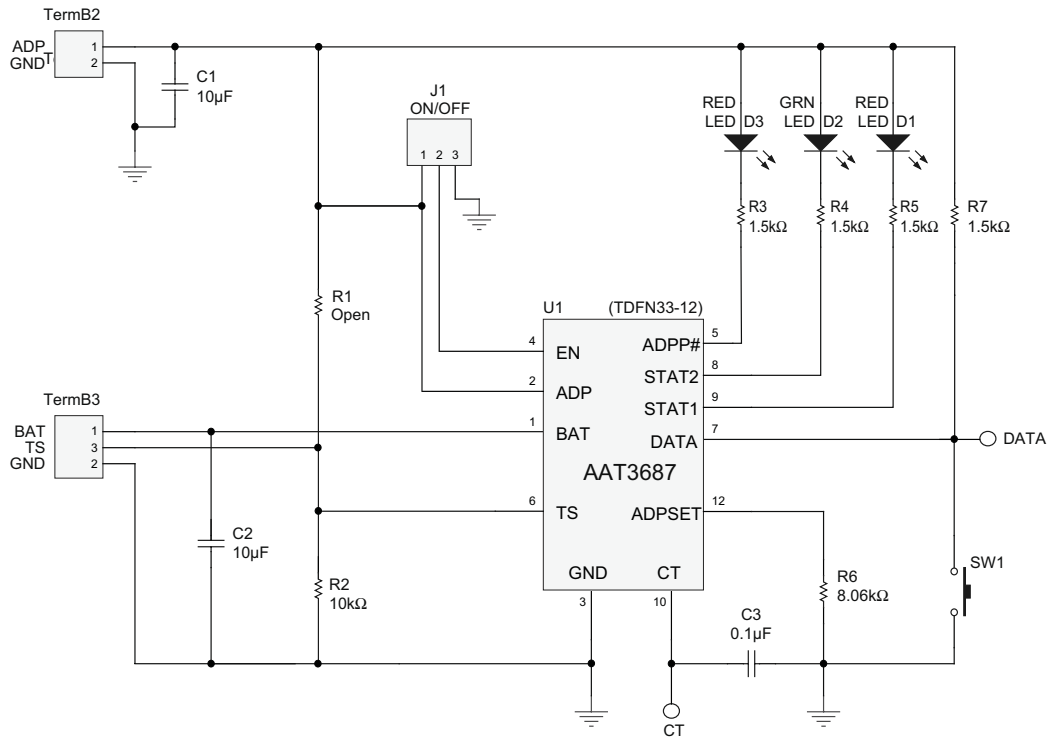 TermB2
ADP 1
GND 2
T
C1
10µF
J1
ON/OFF
1 2 3
RED
LED D3
GRN
LED D2
RED
LED D1
R3
1.5kΩ
R4
1.5kΩ
R5
1.5kΩ
R7
1.5kΩ
R1
Open
U1 (TDFN33-12)
4 EN
ADPP# 5
2 ADP
STAT2 8
STAT1 9
TermB3
BAT 1
TS 3
GND 2
1 BAT
DATA 7
DATA
AAT3687
6 TS
ADPSET 12
C2
10µF
R2
10kΩ
GND CT
3 10
R6
8.06kΩ
SW1
C3
0.1µF
CT